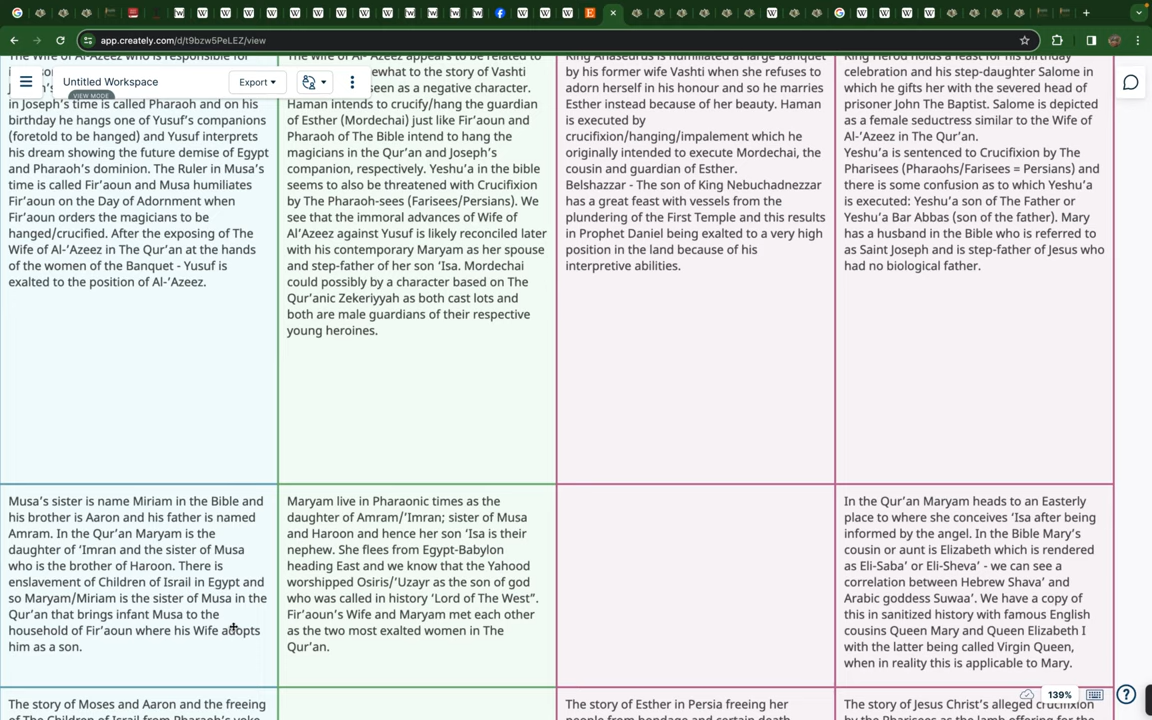 app.creately.com/d/t9bzw5PeLEZ/view
Untitled Workspace
VIEW MODE
Export
The Wife of Al-Azeez who is responsible for
in Joseph's time is called Pharaoh and on his
birthday he hangs one of Yusuf's companions
(foretold to be hanged) and Yusuf interprets
his dream showing the future demise of Egypt
and Pharaoh's dominion. The Ruler in Musa's
time is called Fir'aoun and Musa humiliates
Fir'aoun on the Day of Adornment when
Fir'aoun orders the magicians to be
hanged/crucified. After the exposing of The
Wife of Al-'Azeez in The Qur'an at the hands
of the women of the Banquet - Yusuf is
exalted to the position of Al-'Azeez.
The wife of Al-'Azeez appears to be related to
ewhat to the story of Vashti
seen as a negative character.
Haman intends to crucify/hang the guardian
of Esther (Mordechai) just like Fir'aoun and
Pharaoh of The Bible intend to hang the
magicians in the Qur'an and Joseph's
companion, respectively. Yeshu'a in the bible
seems to also be threatened with Crucifixion
by The Pharaoh-sees (Farisees/Persians). We
see that the immoral advances of Wife of
Al'Azeez against Yusuf is likely reconciled later
with his contemporary Maryam as her spouse
and step-father of her son 'Isa. Mordechai
could possibly by a character based on The
Qur'anic Zekeriyyah as both cast lots and
both are male guardians of their respective
young heroines.
King Ahaseurus is humiliated at large banquet
by his former wife Vashti when she refuses to
adorn herself in his honour and so he marries
Esther instead because of her beauty. Haman
is executed by
crucifixion/hanging/impalement which he
originally intended to execute Mordechai, the
cousin and guardian of Esther.
Belshazzar - The son of King Nebuchadnezzar
has a great feast with vessels from the
plundering of the First Temple and this results
in Prophet Daniel being exalted to a very high
position in the land because of his
interpretive abilities.
King Herod holds a feast for his birthday
celebration and his step-daughter Salome in
which he gifts her with the severed head of
prisoner John The Baptist. Salome is depicted
as a female seductress similar to the Wife of
Al-'Azeez in The Qur'an.
Yeshu'a is sentenced to Crucifixion by The
Pharisees (Pharaohs/Farisees = Persians) and
there is some confusion as to which Yeshu'a
is executed: Yeshu'a son of The Father or
Yeshu'a Bar Abbas (son of the father). Mary
has a husband in the Bible who is referred to
as Saint Joseph and is step-father of Jesus who
had no biological father.
Musa's sister is name Miriam in the Bible and
his brother is Aaron and his father is named
Amram. In the Qur'an Maryam is the
daughter of 'Imran and the sister of Musa
who is the brother of Haroon. There is
enslavement of Children of Israil in Egypt and
so Maryam/Miriam is the sister of Musa in the
Qur'an that brings infant Musa to the
household of Fir'aoun where his Wife adopts
him as a son.
Maryam live in Pharaonic times as the
daughter of Amram/'Imran; sister of Musa
and Haroon and hence her son 'Isa is their
nephew. She flees from Egypt-Babylon
heading East and we know that the Yahood
worshipped Osiris/'Uzayr as the son of god
who was called in history 'Lord of The West".
Fir'aoun's Wife and Maryam met each other
as the two most exalted women in The
Qur'an.
In the Qur'an Maryam heads to an Easterly
place to where she conceives 'Isa after being
informed by the angel. In the Bible Mary's
cousin or aunt is Elizabeth which is rendered
as Eli-Saba' or Eli-Sheva' - we can see a
correlation between Hebrew Shava' and
Arabic goddess Suwaa'. We have a copy of
this in sanitized history with famous English
cousins Queen Mary and Queen Elizabeth I
with the latter being called Virgin Queen,
when in reality this is applicable to Mary.
The story of Moses and Aaron and the freeing
of The Children of Israil from Pharaoh's yoke
The story of Esther in Persia freeing her
people from bondage and certain death
The story of Jesus Christ's alleged crucifixion
by the Pharisees as the lamb offering for the
139%